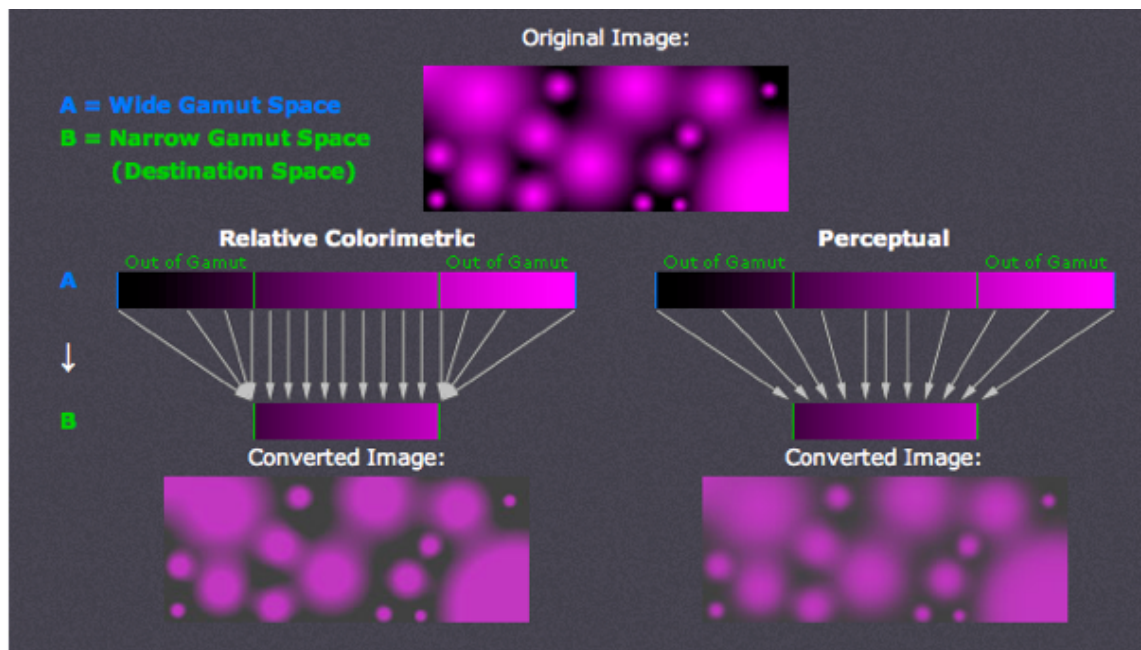 Original Image:
A = Wide Gamut Space
B = Narrow Gamut Space
(Destination Space)
Relative Colorimetric
Perceptual
Out of Gamut
Out of Gamut
Out of Gamut
Out of Gamut
A
↓
B
Converted Image:
Converted Image: